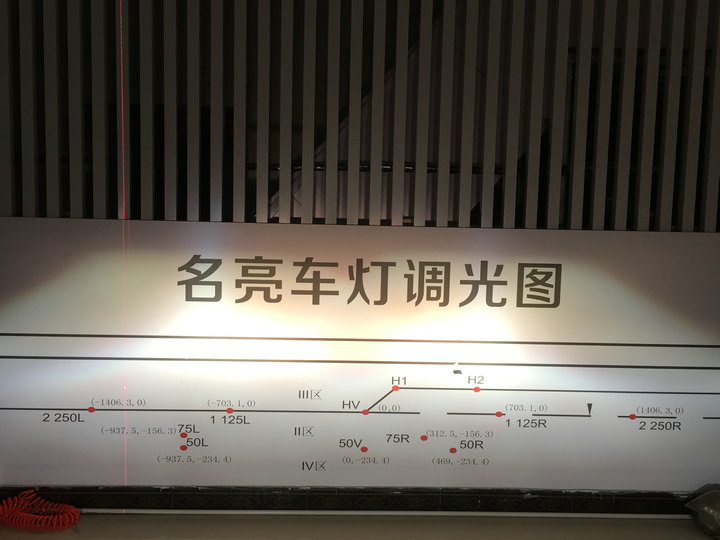 名亮车灯调光图
H1 H2
III区
(-1406.3,0) (-703.1,0) HV (0,0) (703.1,0) (1406.3,0)
2 250L 1 125L 1 125R 2 250R
(-937.5,-156.3) 75L II区 75R (312.5,-156.3)
50L 50V 50R
(-937.5,-234.4) IV区 (0,-234.4) (469,-234.4)